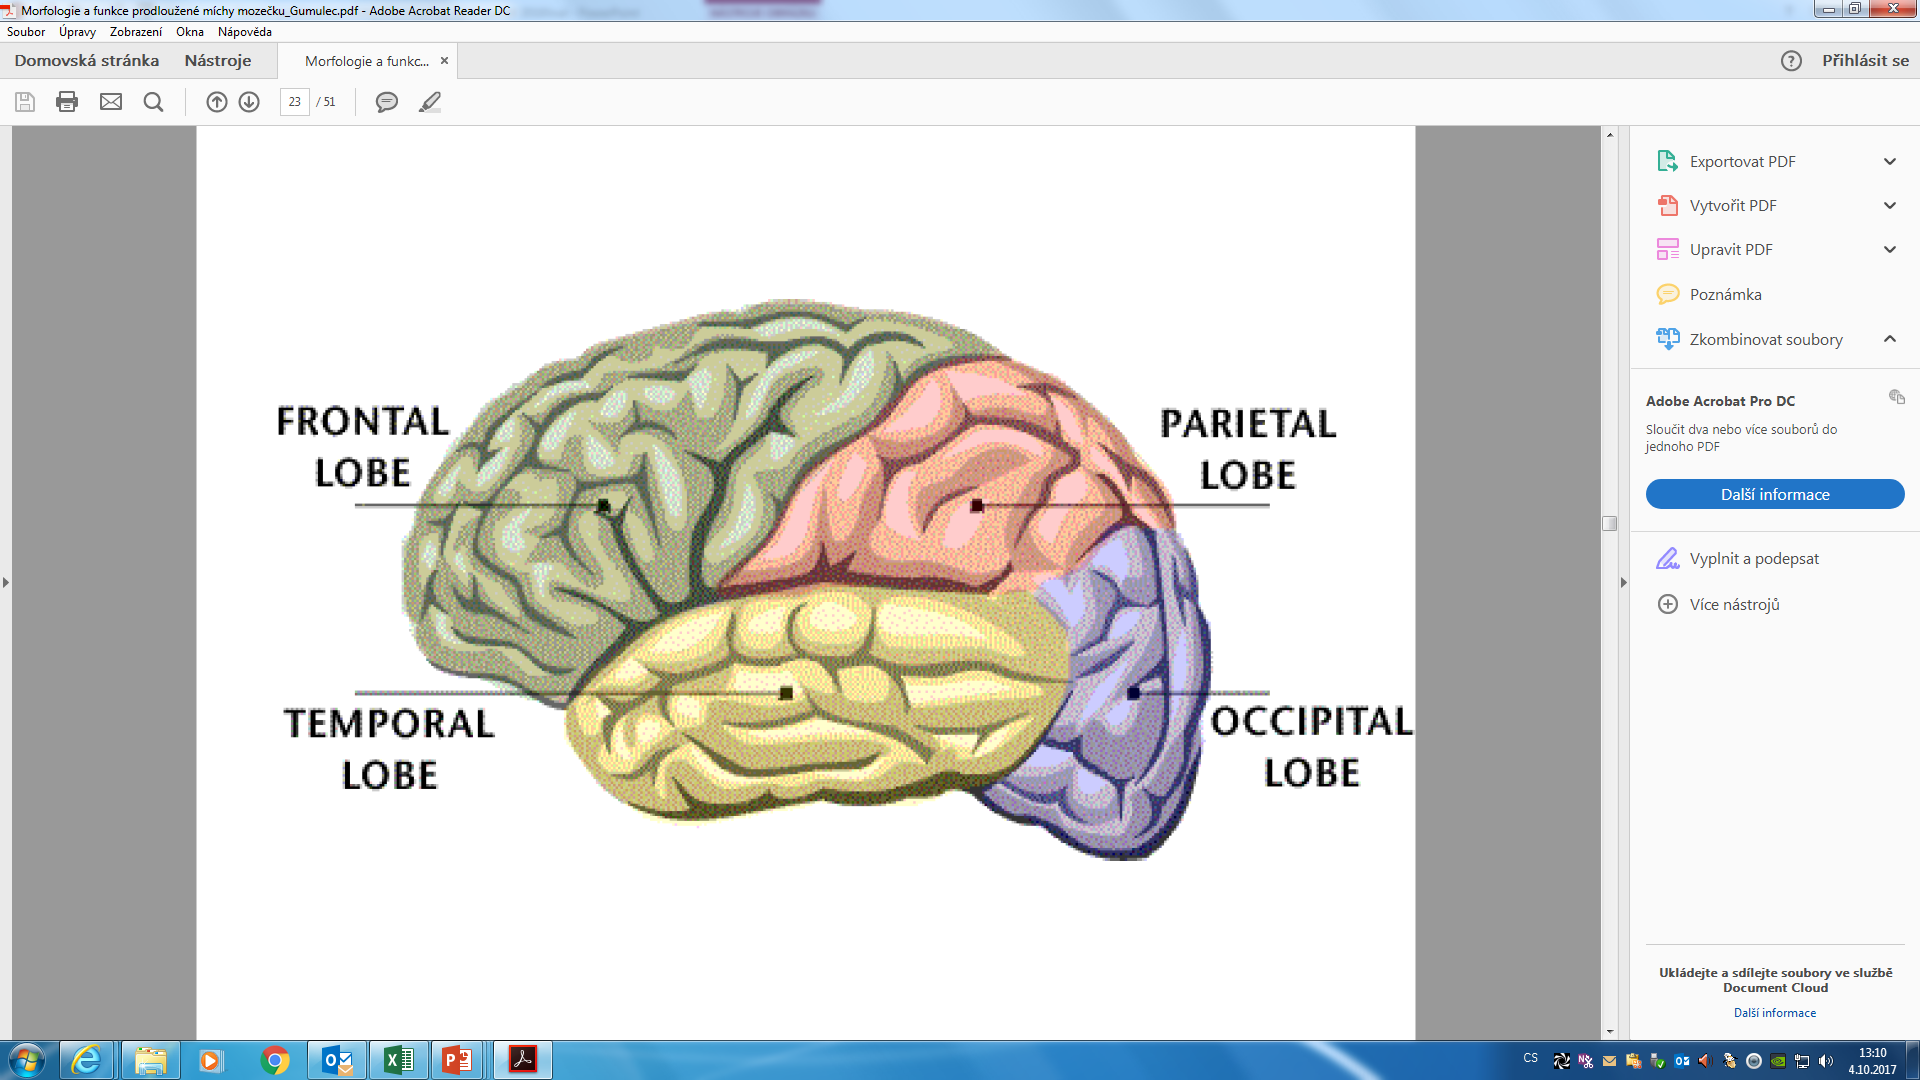 Morfologie a funkce prodloužené míchy mozečku_Gumulec.pdf - Adobe Acrobat Reader DC
Soubor Úpravy Zobrazení Okna Nápověda
Domovská stránka Nástroje Morfologie a funkc... × ? Přihlásit se
23 / 51
FRONTAL
LOBE
PARIETAL
LOBE
TEMPORAL
LOBE
OCCIPITAL
LOBE
Exportovat PDF
Vytvořit PDF
Upravit PDF
Poznámka
Zkombinovat soubory
Adobe Acrobat Pro DC
Sloučit dva nebo více souborů do
jednoho PDF
Další informace
Vyplnit a podepsat
Více nástrojů
Ukládejte a sdílejte soubory ve službě
Document Cloud
Další informace
CS 13:10
4.10.2017